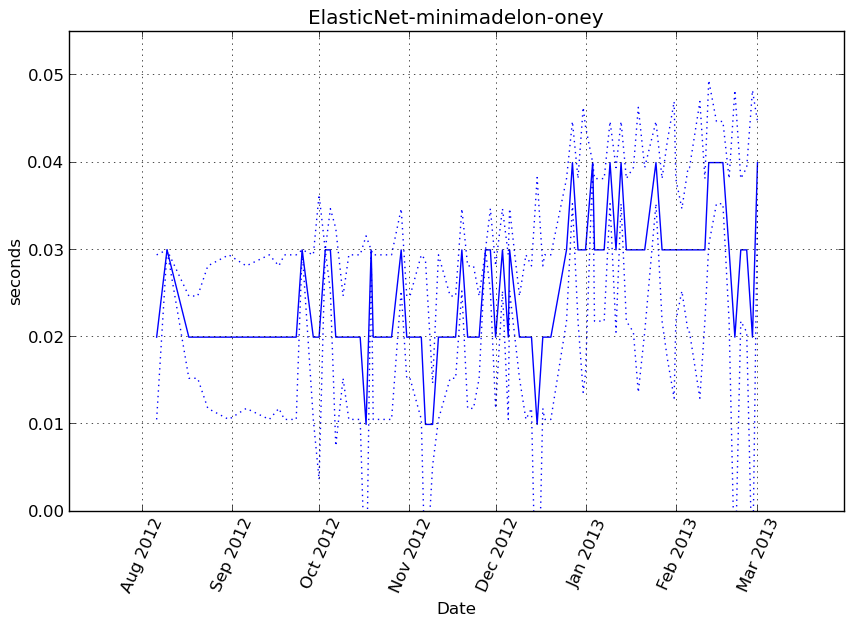 ElasticNet-minimadelon-oney
0.05
0.04
0.03
0.02
0.01
0.00
seconds
Aug 2012
Sep 2012
Oct 2012
Nov 2012
Dec 2012
Jan 2013
Feb 2013
Mar 2013
Date